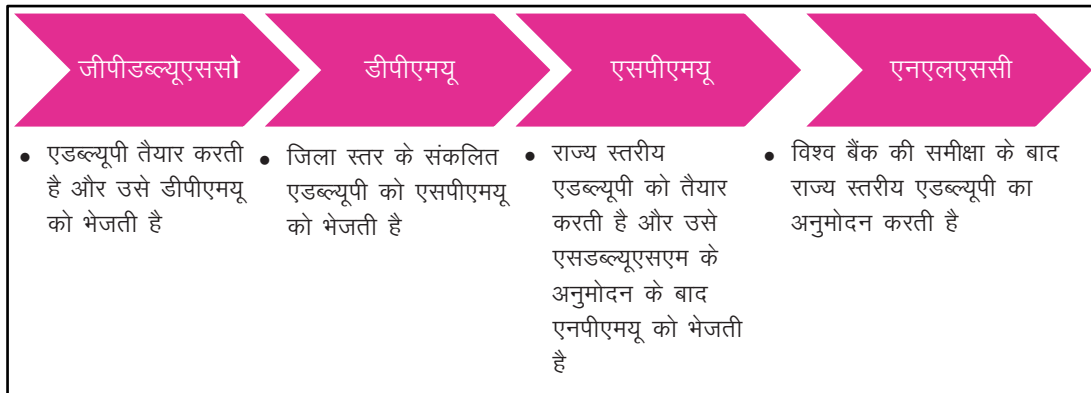 जीपीडब्ल्यूएससी
डीपीएमयू
एसपीएमयू
एनएलएससी
• एडब्ल्यूपी तैयार करती
है और उसे डीपीएमयू
को भेजती है
• जिला स्तर के संकलित
एडब्ल्यूपी को एसपीएमयू
को भेजती है
• राज्य स्तरीय
एडब्ल्यूपी को तैयार
करती है और उसे
एसडब्ल्यूएसएम के
अनुमोदन के बाद
एनपीएमयू को भेजती
है
• विश्व बैंक की समीक्षा के बाद
राज्य स्तरीय एडब्ल्यूपी का
अनुमोदन करती है